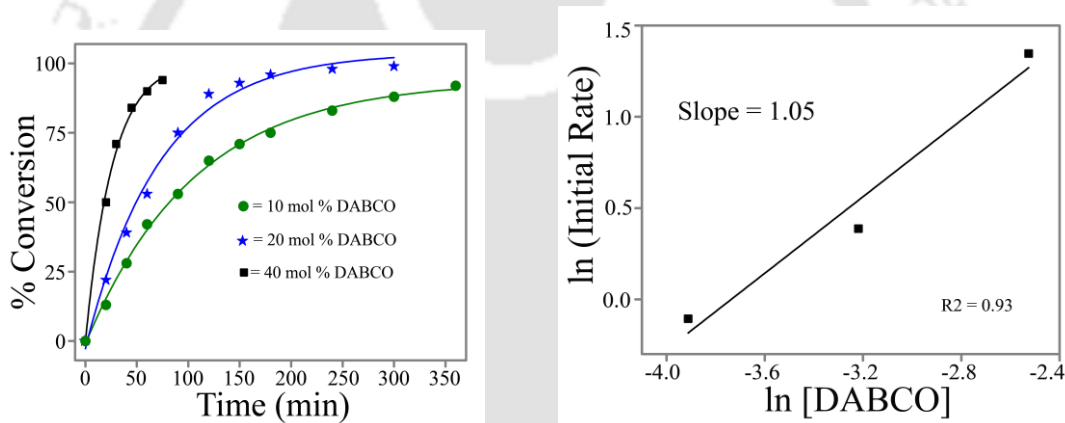 % Conversion
100
75
50
25
0
= 10 mol % DABCO
= 20 mol % DABCO
= 40 mol % DABCO
0 50 100 150 200 250 300 350
Time (min)
ln (Initial Rate)
1.5
1.0
0.5
0.0
Slope = 1.05
R2 = 0.93
-4.0 -3.6 -3.2 -2.8 -2.4
ln [DABCO]